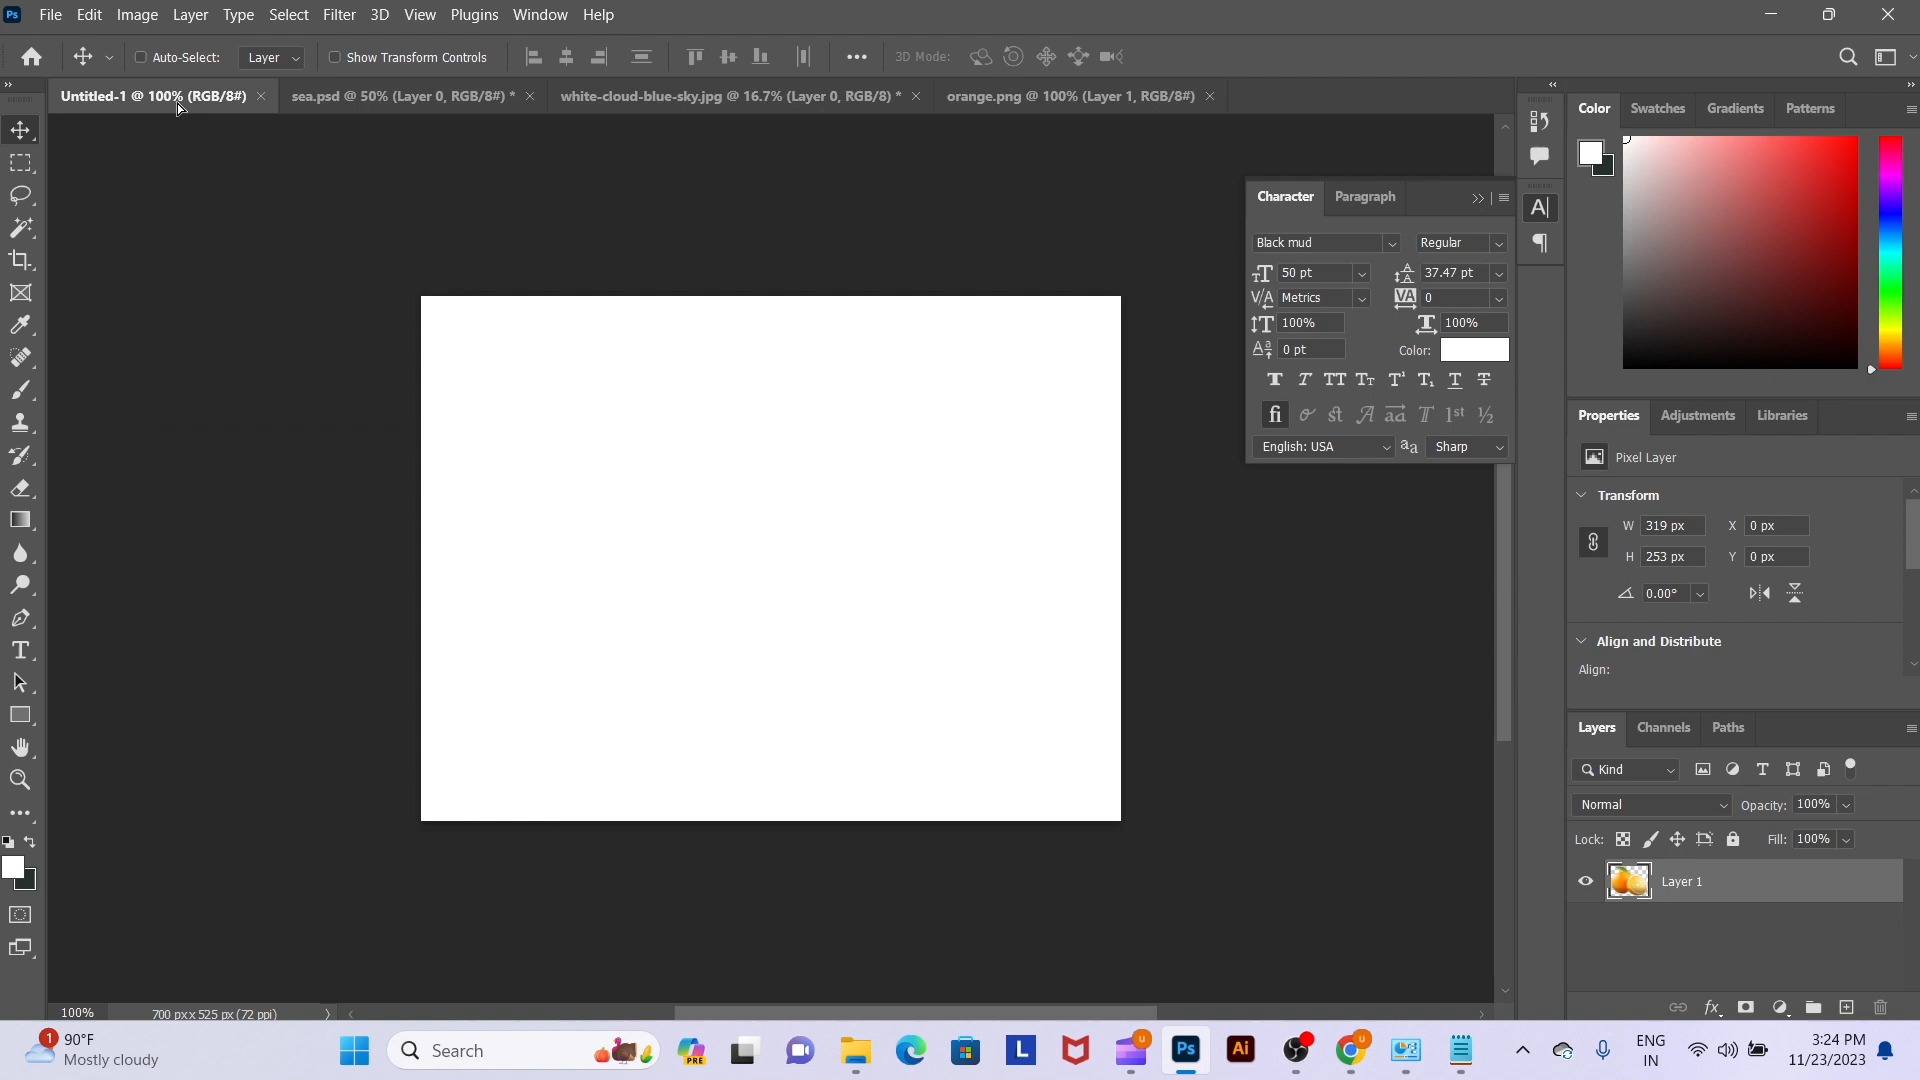 Ps File Edit Image Layer Type Select Filter 3D View Plugins Window Help
Auto-Select: Layer Show Transform Controls 3D Mode:
Untitled-1 @ 100% (RGB/8#) sea.psd @ 50% (Layer 0, RGB/8#) * white-cloud-blue-sky.jpg @ 16.7% (Layer 0, RGB/8) * orange.png @ 100% (Layer 1, RGB/8#)
Color Swatches Gradients Patterns
Character Paragraph
Black mud Regular
50 pt 37.47 pt
Metrics 0
100% 100%
0 pt Color:
English: USA Sharp
Properties Adjustments Libraries
Pixel Layer
Transform
W 319 px X 0 px
H 253 px Y 0 px
0.00°
Align and Distribute
Align:
Layers Channels Paths
Kind
Normal Opacity: 100%
Lock: Fill: 100%
Layer 1
100% 700 px x 525 px (72 ppi)
1 90°F
Mostly cloudy
Search
PRE
L
Ps
Ai
ENG
IN
3:24 PM
11/23/2023